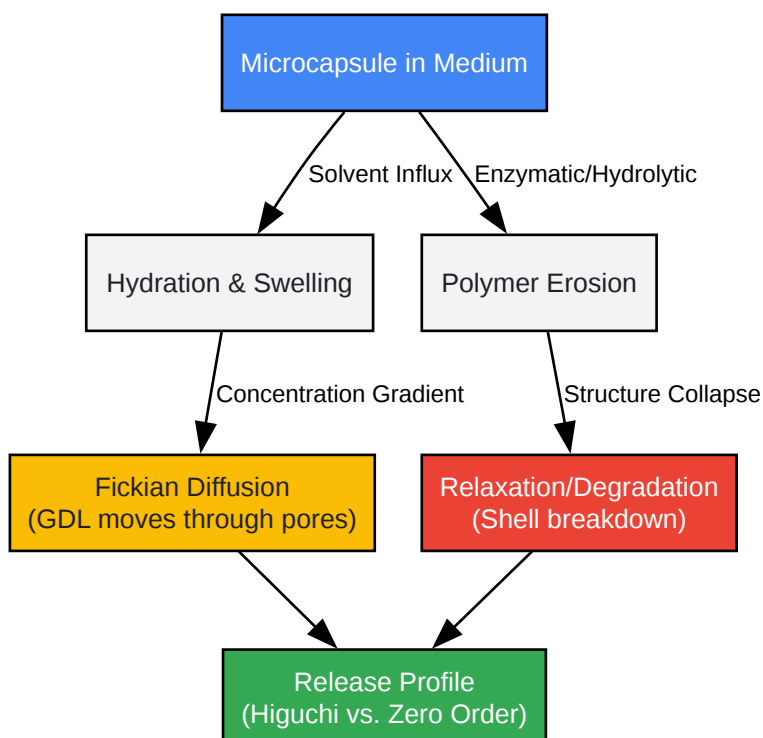 Microcapsule in Medium
Solvent Influx
Enzymatic/Hydrolytic
Hydration & Swelling
Polymer Erosion
Concentration Gradient
Structure Collapse
Fickian Diffusion
(GDL moves through pores)
Relaxation/Degradation
(Shell breakdown)
Release Profile
(Higuchi vs. Zero Order)